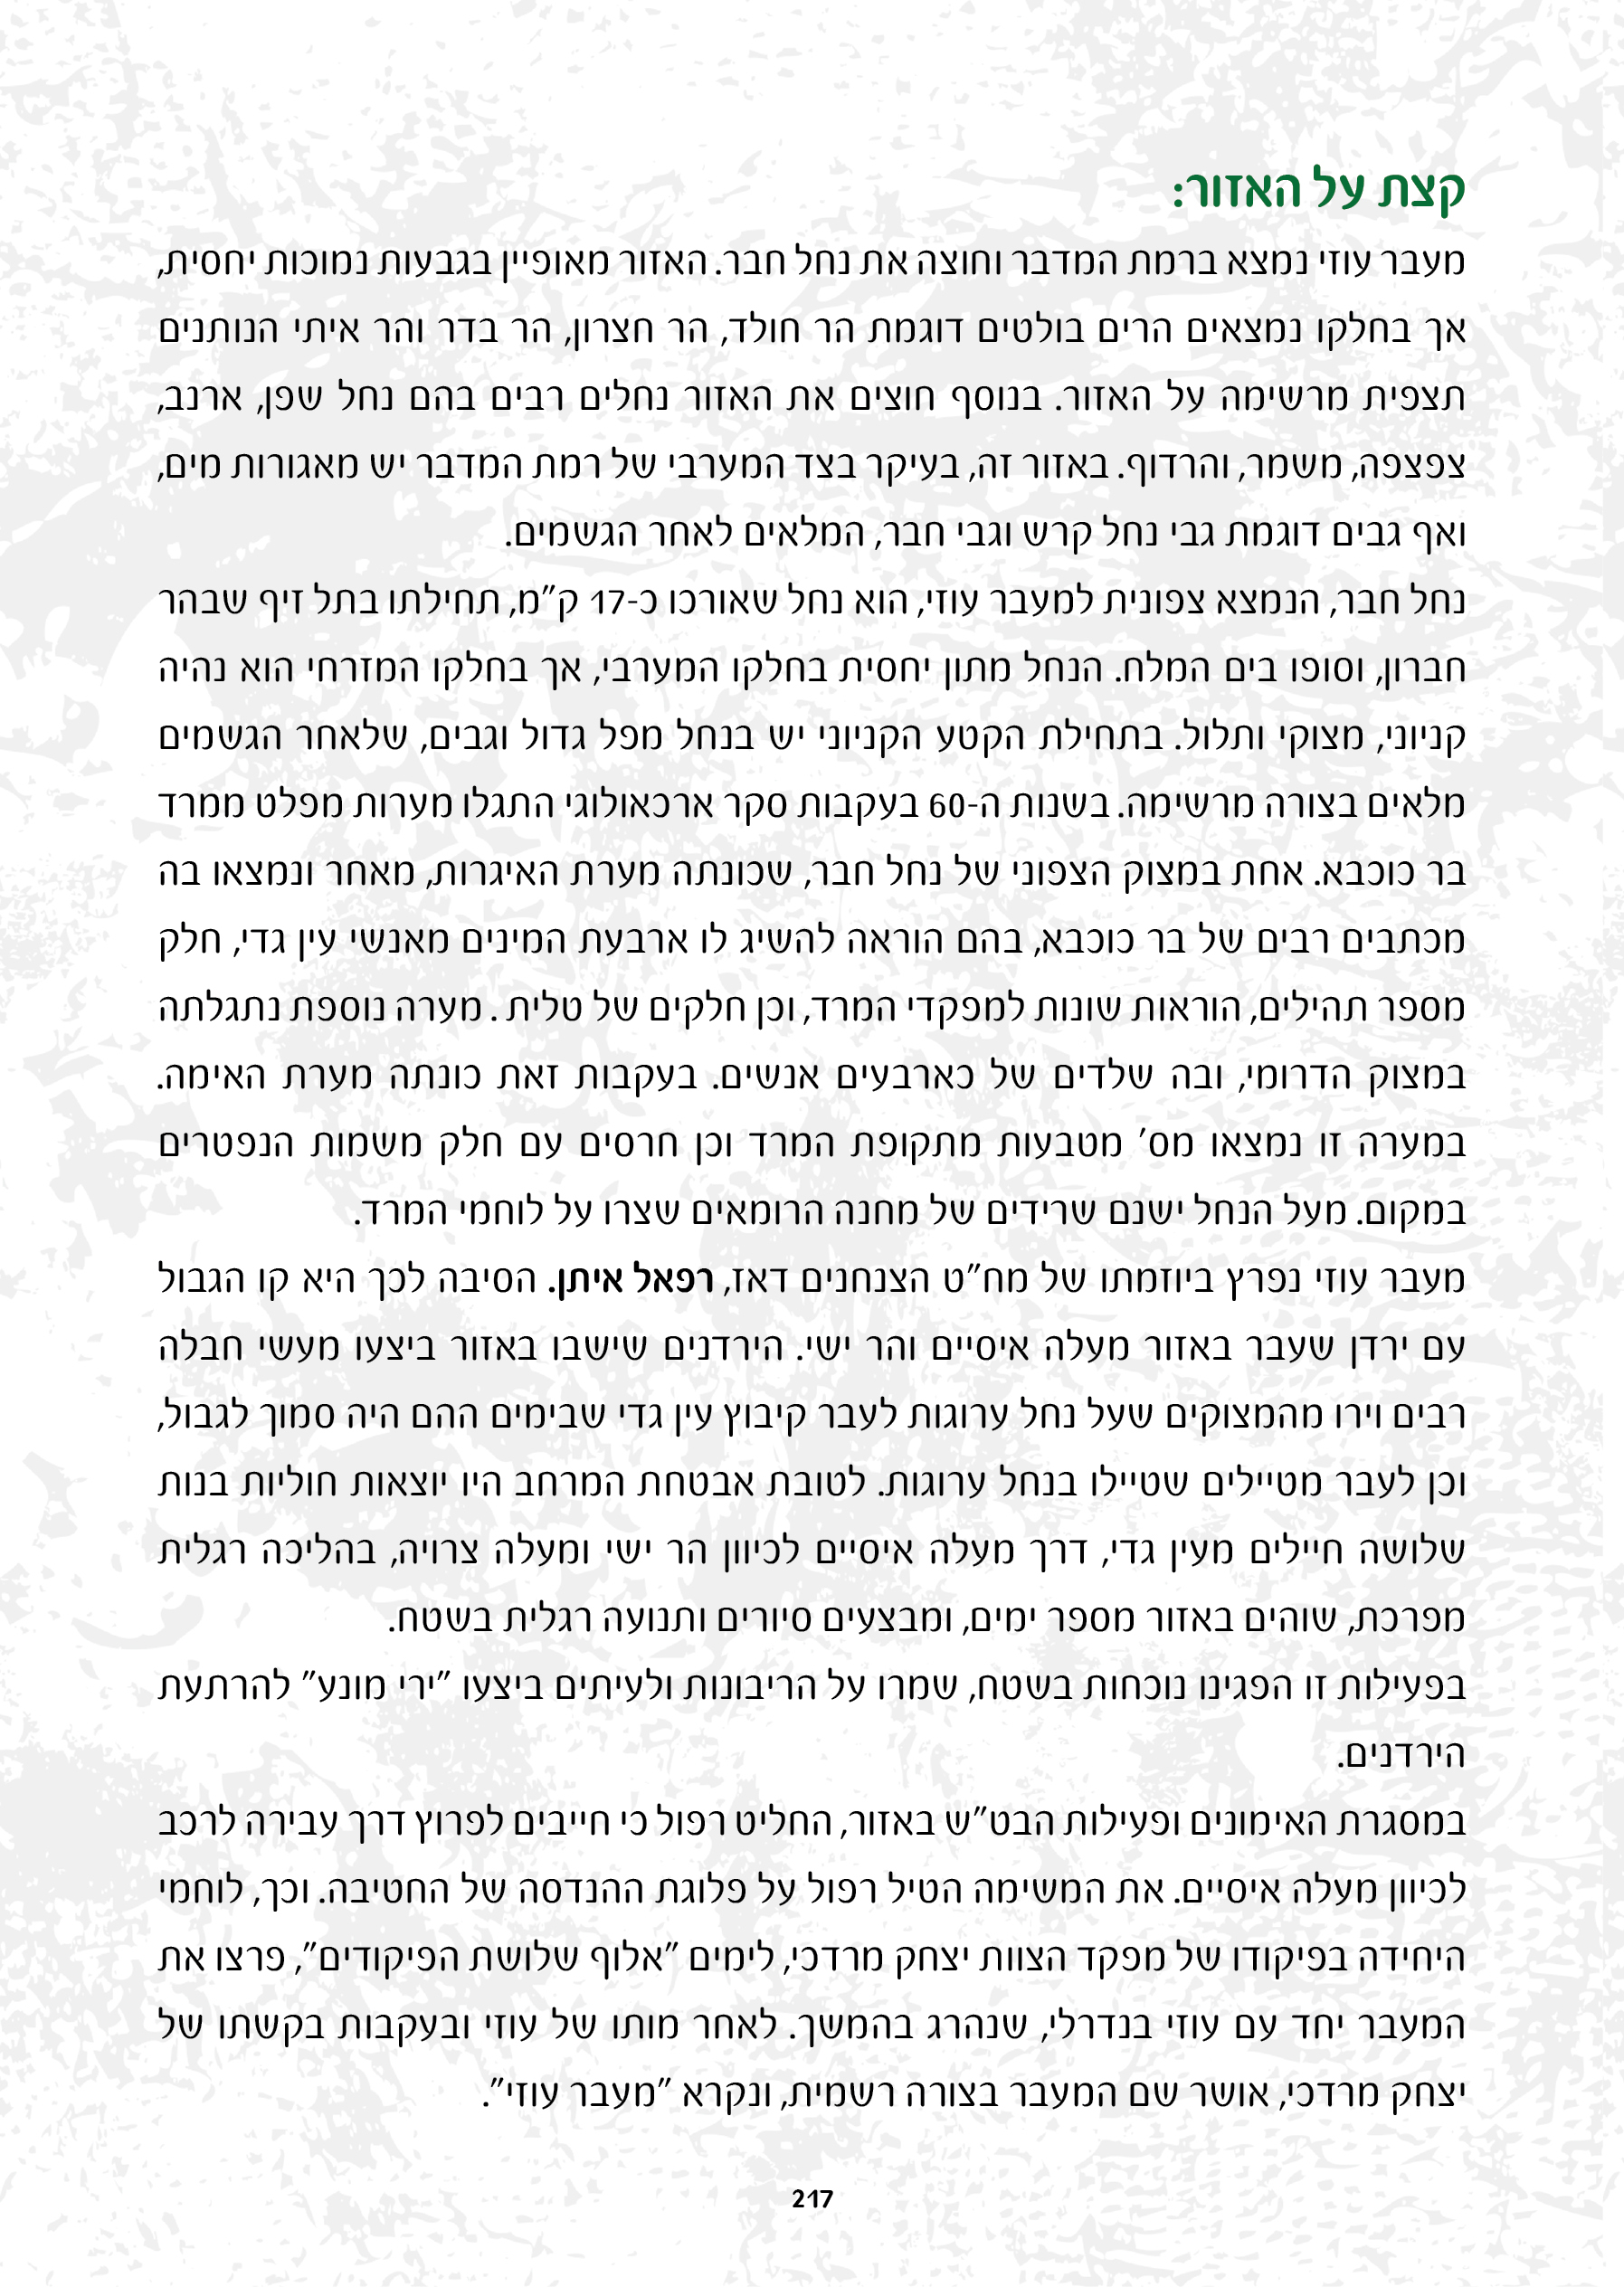 קצת על האזור:
מעבר עוזי נמצא ברמת המדבר וחוצה את נחל חבר. האזור מאופיין בגבעות נמוכות יחסית,
אך בחלקו נמצאים הרים בולטים דוגמת הר חולד, הר חצרון, הר בדר והר איתי הנותנים
תצפית מרשימה על האזור. בנוסף חוצים את האזור נחלים רבים בהם נחל שפן, ארנב,
צפצפה, משמר, והרדוף. באזור זה, בעיקר בצד המערבי של רמת המדבר יש מאגורות מים,
ואף גבים דוגמת גבי נחל קרש וגבי חבר, המלאים לאחר הגשמים.
נחל חבר, הנמצא צפונית למעבר עוזי, הוא נחל שאורכו כ-17 ק"מ, תחילתו בתל זיף שבהר
חברון, וסופו בים המלח. הנחל מתון יחסית בחלקו המערבי, אך בחלקו המזרחי הוא נהיה
קניוני, מצוקי ותלול. בתחילת הקטע הקניוני יש בנחל מפל גדול וגבים, שלאחר הגשמים
מלאים בצורה מרשימה. בשנות ה-60 בעקבות סקר ארכאולוגי התגלו מערות מפלט ממרד
בר כוכבא. אחת במצוק הצפוני של נחל חבר, שכונתה מערת האיגרות, מאחר ונמצאו בה
מכתבים רבים של בר כוכבא, בהם הוראה להשיג לו ארבעת המינים מאנשי עין גדי, חלק
מספר תהילים, הוראות שונות למפקדי המרד, וכן חלקים של טלית . מערה נוספת נתגלתה
במצוק הדרומי, ובה שלדים של כארבעים אנשים. בעקבות זאת כונתה מערת האימה.
במערה זו נמצאו מס' מטבעות מתקופת המרד וכן חרסים עם חלק משמות הנפטרים
במקום. מעל הנחל ישנם שרידים של מחנה הרומאים שצרו על לוחמי המרד.
מעבר עוזי נפרץ ביוזמתו של מח"ט הצנחנים דאז, רפאל איתן. הסיבה לכך היא קו הגבול
עם ירדן שעבר באזור מעלה איסיים והר ישי. הירדנים שישבו באזור ביצעו מעשי חבלה
רבים וירו מהמצוקים שעל נחל ערוגות לעבר קיבוץ עין גדי שבימים ההם היה סמוך לגבול,
וכן לעבר מטיילים שטיילו בנחל ערוגות. לטובת אבטחת המרחב היו יוצאות חוליות בנות
שלושה חיילים מעין גדי, דרך מעלה איסיים לכיוון הר ישי ומעלה צרויה, בהליכה רגלית
מפרכת, שוהים באזור מספר ימים, ומבצעים סיורים ותנועה רגלית בשטח.
בפעילות זו הפגינו נוכחות בשטח, שמרו על הריבונות ולעיתים ביצעו "ירי מונע" להרתעת
הירדנים.
במסגרת האימונים ופעילות הבט"ש באזור, החליט רפול כי חייבים לפרוץ דרך עבירה לרכב
לכיוון מעלה איסיים. את המשימה הטיל רפול על פלוגת ההנדסה של החטיבה. וכך, לוחמי
היחידה בפיקודו של מפקד הצוות יצחק מרדכי, לימים "אלוף שלושת הפיקודים", פרצו את
המעבר יחד עם עוזי בנדרלי, שנהרג בהמשך. לאחר מותו של עוזי ובעקבות בקשתו של
יצחק מרדכי, אושר שם המעבר בצורה רשמית, ונקרא "מעבר עוזי".
217